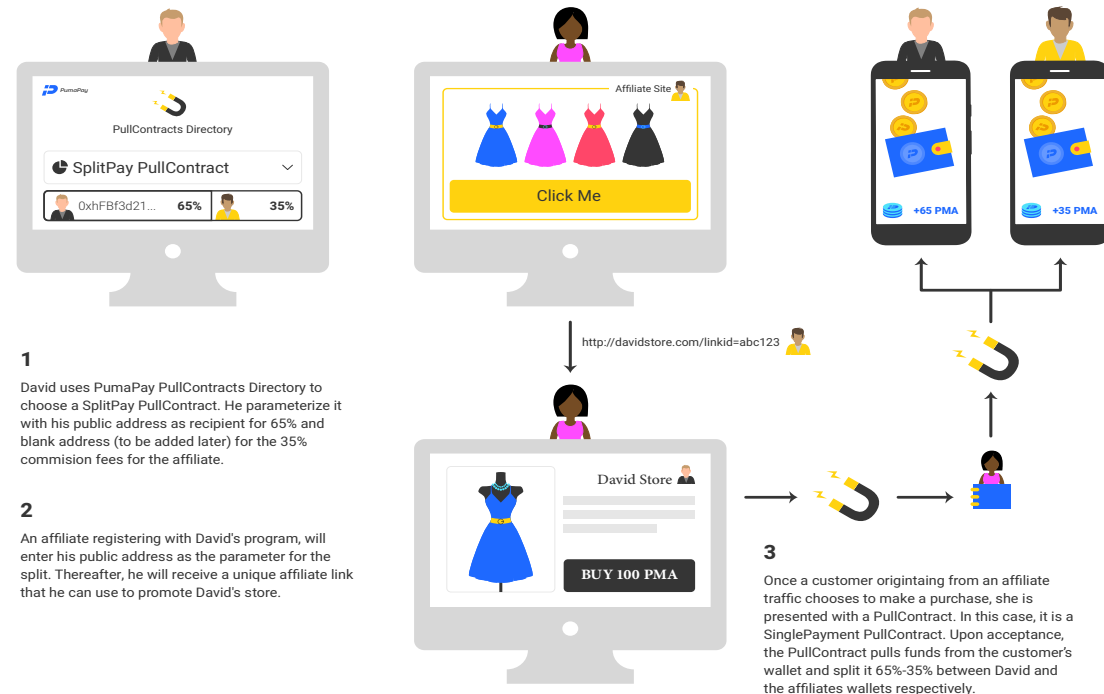 PumaPay
PullContracts Directory
SplitPay PullContract
0xhFBf3d21... 65% 35%
Affiliate Site
Click Me
+65 PMA
+35 PMA
http://davidstore.com/linkid=abc123
David Store
BUY 100 PMA
1
David uses PumaPay PullContracts Directory to
choose a SplitPay PullContract. He parameterize it
with his public address as recipient for 65% and
blank address (to be added later) for the 35%
commision fees for the affiliate.
2
An affiliate registering with David's program, will
enter his public address as the parameter for the
split. Thereafter, he will receive a unique affiliate link
that he can use to promote David's store.
3
Once a customer origintaing from an affiliate
traffic chooses to make a purchase, she is
presented with a PullContract. In this case, it is a
SinglePayment PullContract. Upon acceptance,
the PullContract pulls funds from the customer's
wallet and split it 65%-35% between David and
the affiliates wallets respectively.